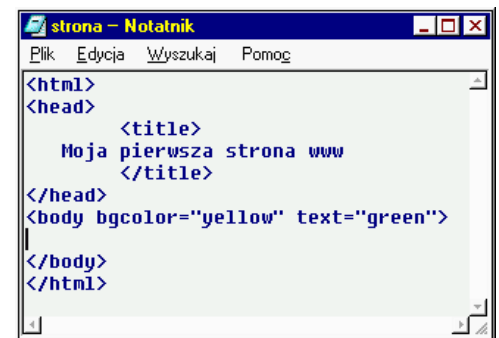 strona – Notatnik
Plik Edycja Wyszukaj Pomoc
<html>
<head>
<title>
Moja pierwsza strona www
</title>
</head>
<body bgcolor="yellow" text="green">
</body>
</html>